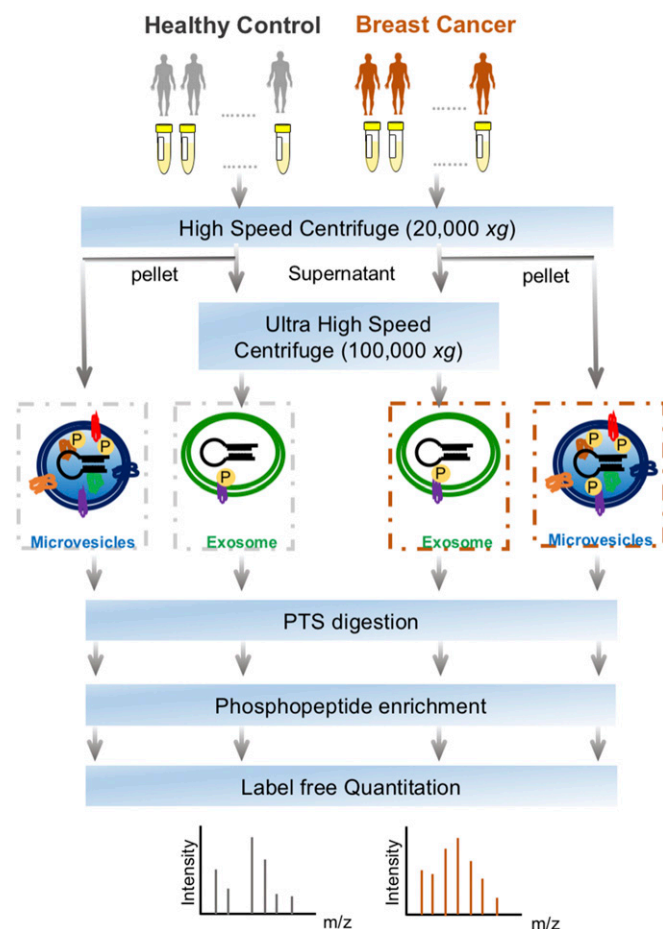 Healthy Control
Breast Cancer
.......
.......
.......
.......
High Speed Centrifuge (20,000 xg)
pellet
Supernatant
pellet
Ultra High Speed
Centrifuge (100,000 xg)
P
P
P
P
P
P
P
Microvesicles
Exosome
Exosome
Microvesicles
PTS digestion
Phosphopeptide enrichment
Label free Quantitation
Intensity
m/z
Intensity
m/z